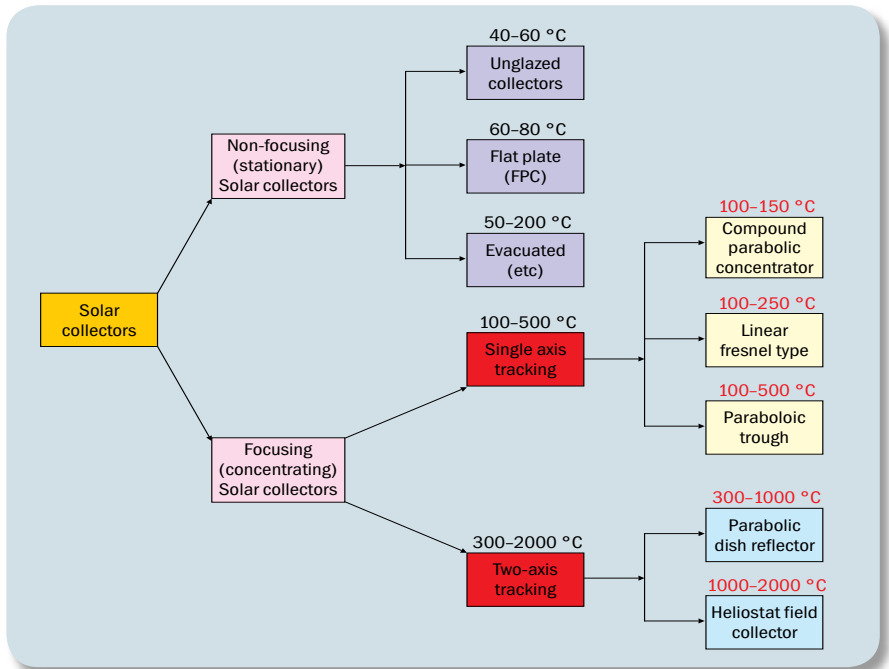 40–60 °C
Unglazed
collectors
60–80 °C
Non-focusing
(stationary)
Solar collectors
Flat plate
(FPC)
50–200 °C
Evacuated
(etc)
100–150 °C
Compound
parabolic
concentrator
Solar
collectors
100–500 °C
Single axis
tracking
100–250 °C
Linear
fresnel type
100–500 °C
Paraboloic
trough
Focusing
(concentrating)
Solar collectors
300–2000 °C
Two-axis
tracking
300–1000 °C
Parabolic
dish reflector
1000–2000 °C
Heliostat field
collector